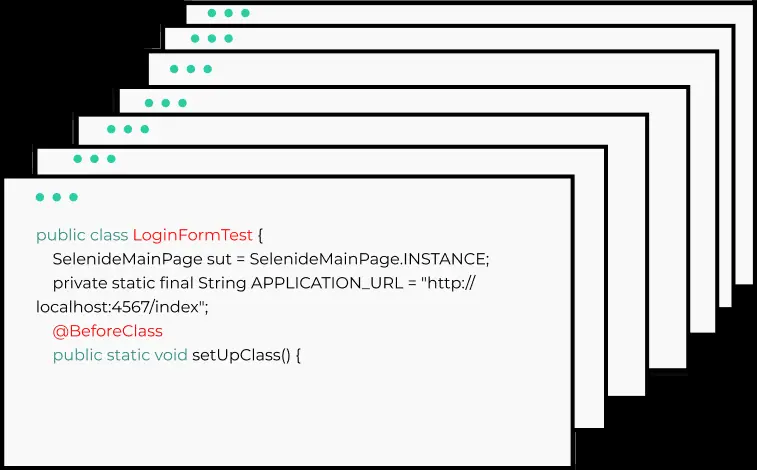 public class LoginFormTest {
SelenideMainPage sut = SelenideMainPage.INSTANCE;
private static final String APPLICATION_URL = "http://
localhost:4567/index";
@BeforeClass
public static void setUpClass() {